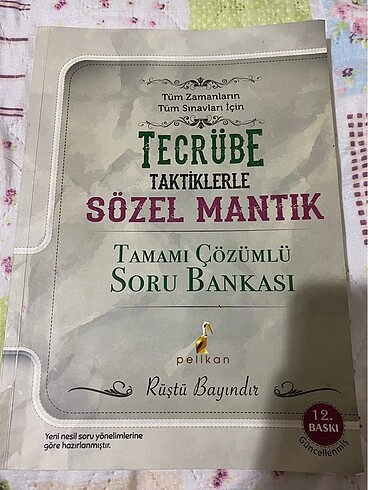 Tüm Zamanların
Tüm Sınavları İçin
TECRÜBE
TAKTİKLERLE
SÖZEL MANTIK
TAMAMI ÇÖZÜMLÜ
SORU BANKASI
pelikan
Rüştü Bayındır
Yeni nesil soru yönelimlerine
göre hazırlanmıştır.
12.
BASKI
Güncellenmiş